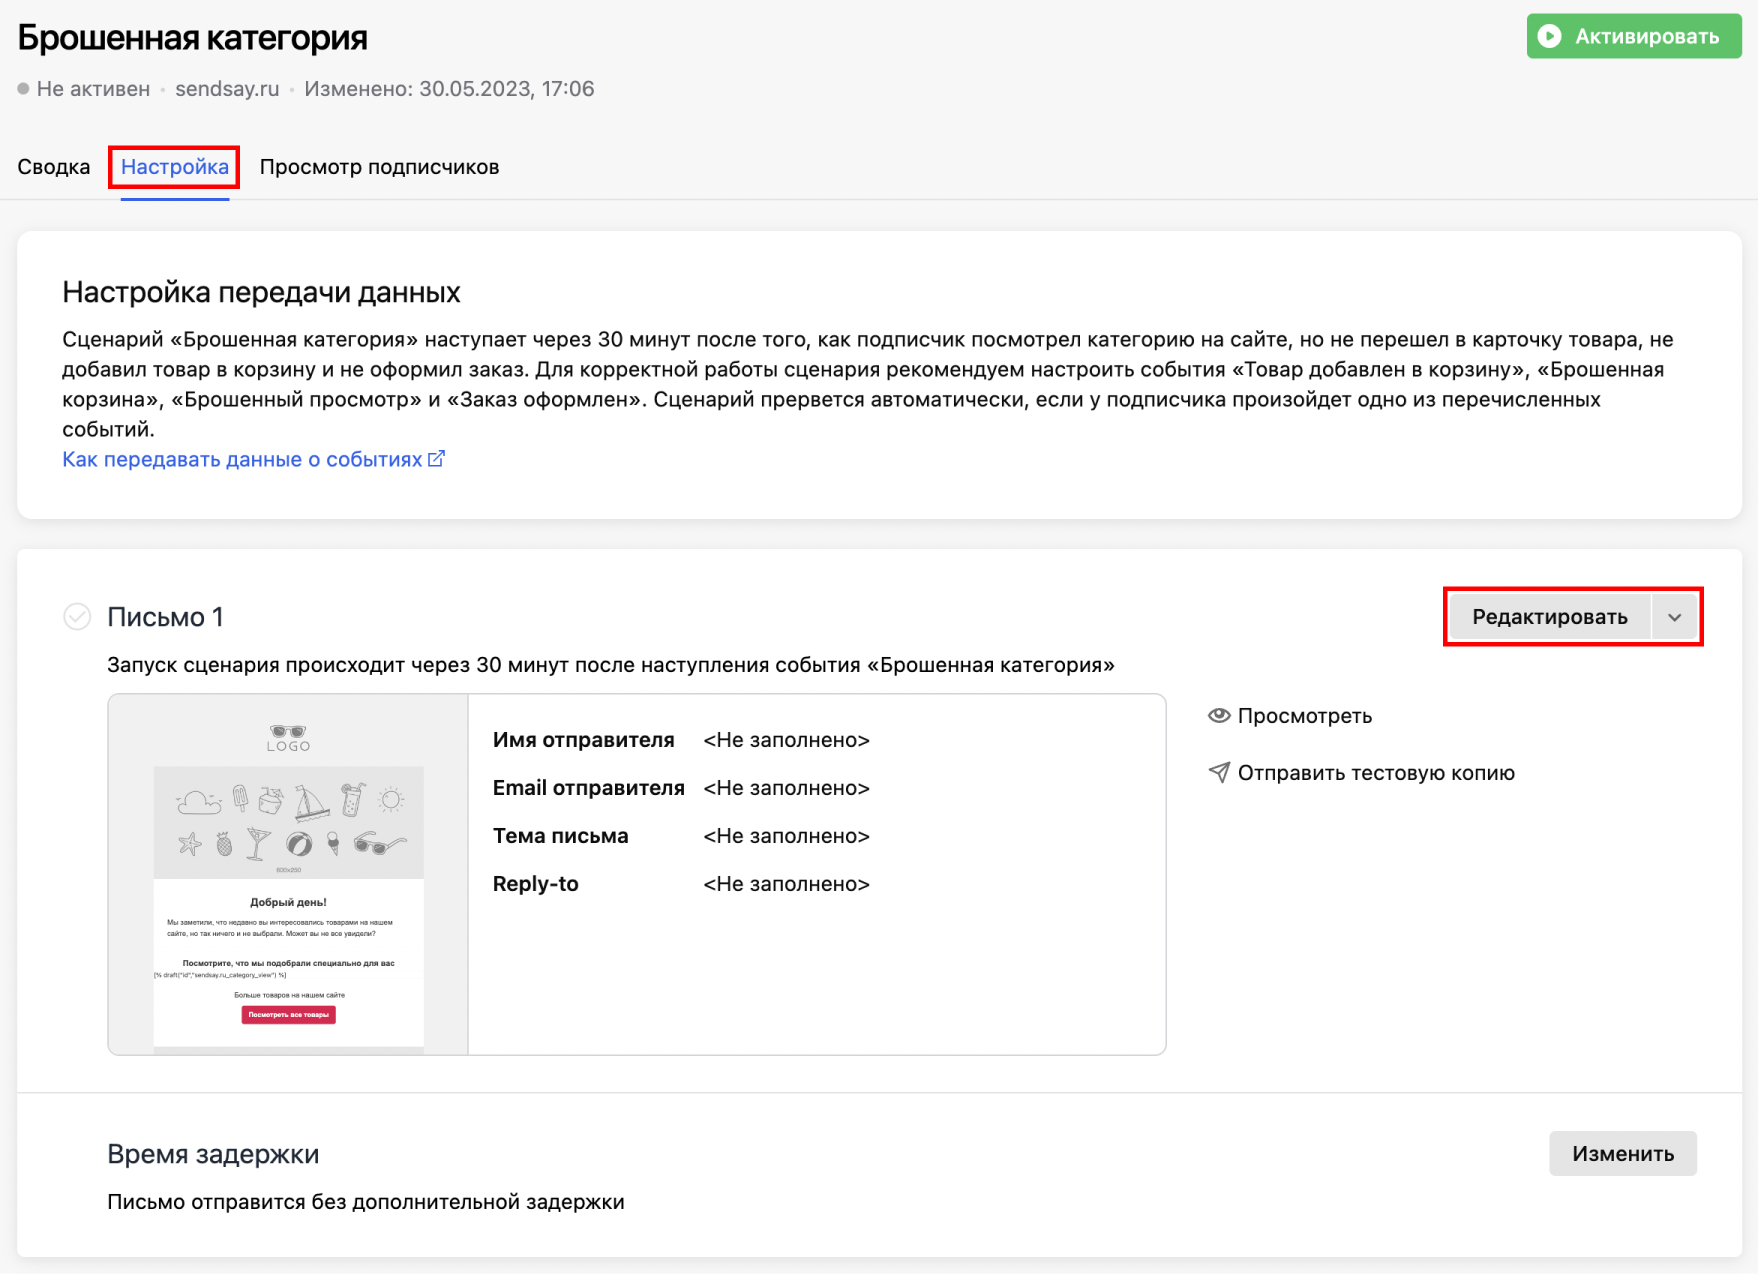 Брошенная категория
Активировать
Не активен • sendsay.ru • Изменено: 30.05.2023, 17:06
Сводка Настройка Просмотр подписчиков
Настройка передачи данных
Сценарий «Брошенная категория» наступает через 30 минут после того, как подписчик посмотрел категорию на сайте, но не перешел в карточку товара, не
добавил товар в корзину и не оформил заказ. Для корректной работы сценария рекомендуем настроить события «Товар добавлен в корзину», «Брошенная
корзина», «Брошенный просмотр» и «Заказ оформлен». Сценарий прервется автоматически, если у подписчика произойдет одно из перечисленных
событий.
Как передавать данные о событиях
Письмо 1
Редактировать
Запуск сценария происходит через 30 минут после наступления события «Брошенная категория»
LOGO
600x250
Добрый день!
Мы заметили, что недавно вы интересовались товарами на нашем
сайте, но так ничего и не выбрали. Может вы не все увидели?
Посмотрите, что мы подобрали специально для вас
[% draft("id","sendsay.ru_category_view") %]
Больше товаров на нашем сайте
Посмотреть все товары
Имя отправителя <Не заполнено>
Email отправителя <Не заполнено>
Тема письма <Не заполнено>
Reply-to <Не заполнено>
Просмотреть
Отправить тестовую копию
Время задержки
Изменить
Письмо отправится без дополнительной задержки